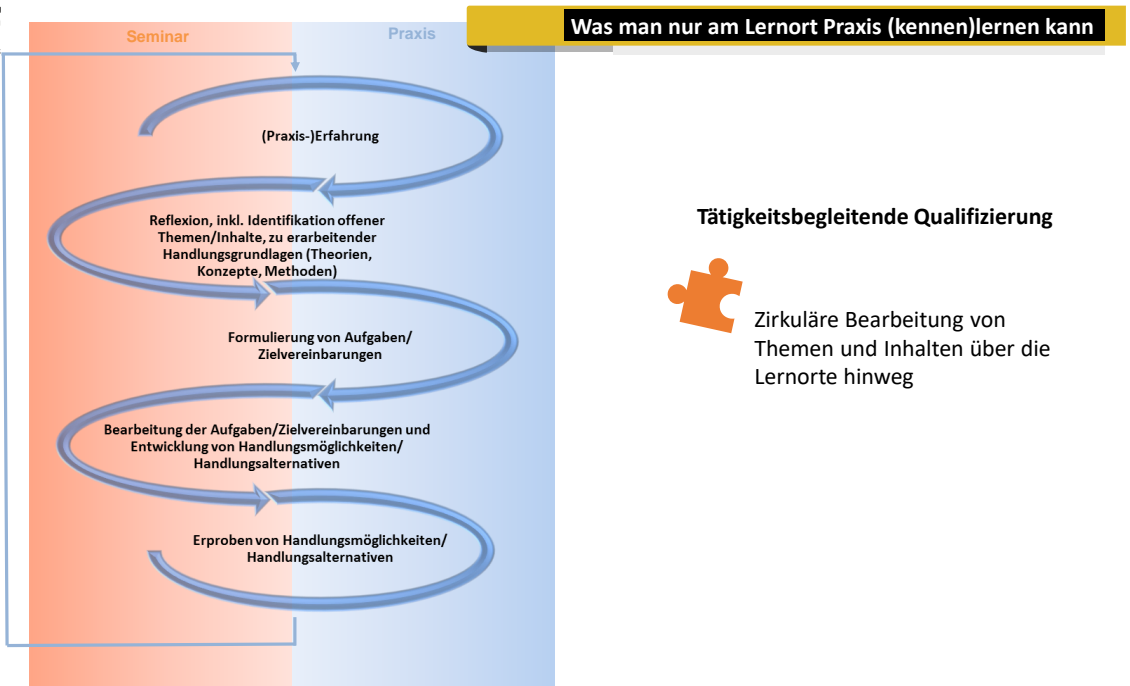 Was man nur am Lernort Praxis (kennen)lernen kann
Seminar
Praxis
(Praxis-)Erfahrung
Reflexion, inkl. Identifikation offener
Themen/Inhalte, zu erarbeitender
Handlungsgrundlagen (Theorien,
Konzepte, Methoden)
Formulierung von Aufgaben/
Zielvereinbarungen
Bearbeitung der Aufgaben/Zielvereinbarungen und
Entwicklung von Handlungsmöglichkeiten/
Handlungsalternativen
Erproben von Handlungsmöglichkeiten/
Handlungsalternativen
Tätigkeitsbegleitende Qualifizierung
Zirkuläre Bearbeitung von
Themen und Inhalten über die
Lernorte hinweg